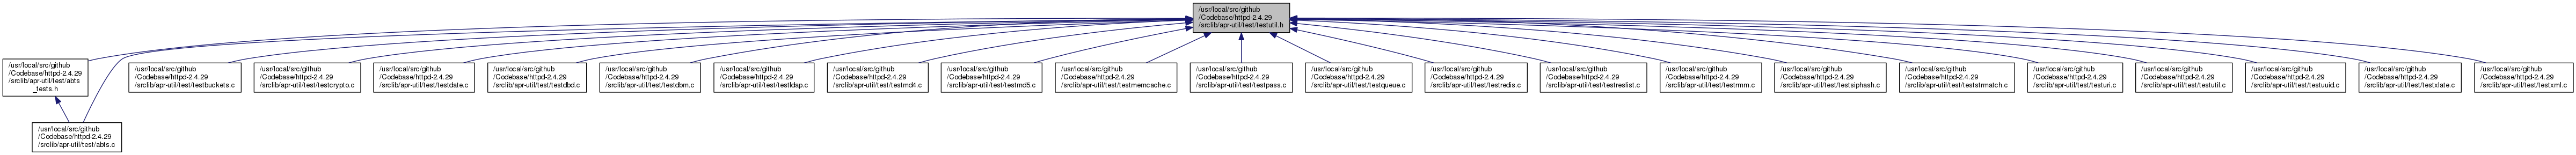 /usr/local/src/github
/Codebase/httpd-2.4.29
/srclib/apr-util/test/testutil.h
/usr/local/src/github
/Codebase/httpd-2.4.29
/srclib/apr-util/test/abts
_tests.h
/usr/local/src/github
/Codebase/httpd-2.4.29
/srclib/apr-util/test/testbuckets.c
/usr/local/src/github
/Codebase/httpd-2.4.29
/srclib/apr-util/test/testcrypto.c
/usr/local/src/github
/Codebase/httpd-2.4.29
/srclib/apr-util/test/testdate.c
/usr/local/src/github
/Codebase/httpd-2.4.29
/srclib/apr-util/test/testdbd.c
/usr/local/src/github
/Codebase/httpd-2.4.29
/srclib/apr-util/test/testdbm.c
/usr/local/src/github
/Codebase/httpd-2.4.29
/srclib/apr-util/test/testldap.c
/usr/local/src/github
/Codebase/httpd-2.4.29
/srclib/apr-util/test/testmd4.c
/usr/local/src/github
/Codebase/httpd-2.4.29
/srclib/apr-util/test/testmd5.c
/usr/local/src/github
/Codebase/httpd-2.4.29
/srclib/apr-util/test/testmemcache.c
/usr/local/src/github
/Codebase/httpd-2.4.29
/srclib/apr-util/test/testpass.c
/usr/local/src/github
/Codebase/httpd-2.4.29
/srclib/apr-util/test/testqueue.c
/usr/local/src/github
/Codebase/httpd-2.4.29
/srclib/apr-util/test/testredis.c
/usr/local/src/github
/Codebase/httpd-2.4.29
/srclib/apr-util/test/testreslist.c
/usr/local/src/github
/Codebase/httpd-2.4.29
/srclib/apr-util/test/testrmm.c
/usr/local/src/github
/Codebase/httpd-2.4.29
/srclib/apr-util/test/testsiphash.c
/usr/local/src/github
/Codebase/httpd-2.4.29
/srclib/apr-util/test/teststrmatch.c
/usr/local/src/github
/Codebase/httpd-2.4.29
/srclib/apr-util/test/testuri.c
/usr/local/src/github
/Codebase/httpd-2.4.29
/srclib/apr-util/test/testutil.c
/usr/local/src/github
/Codebase/httpd-2.4.29
/srclib/apr-util/test/testuuid.c
/usr/local/src/github
/Codebase/httpd-2.4.29
/srclib/apr-util/test/testxlate.c
/usr/local/src/github
/Codebase/httpd-2.4.29
/srclib/apr-util/test/testxml.c
/usr/local/src/github
/Codebase/httpd-2.4.29
/srclib/apr-util/test/abts.c